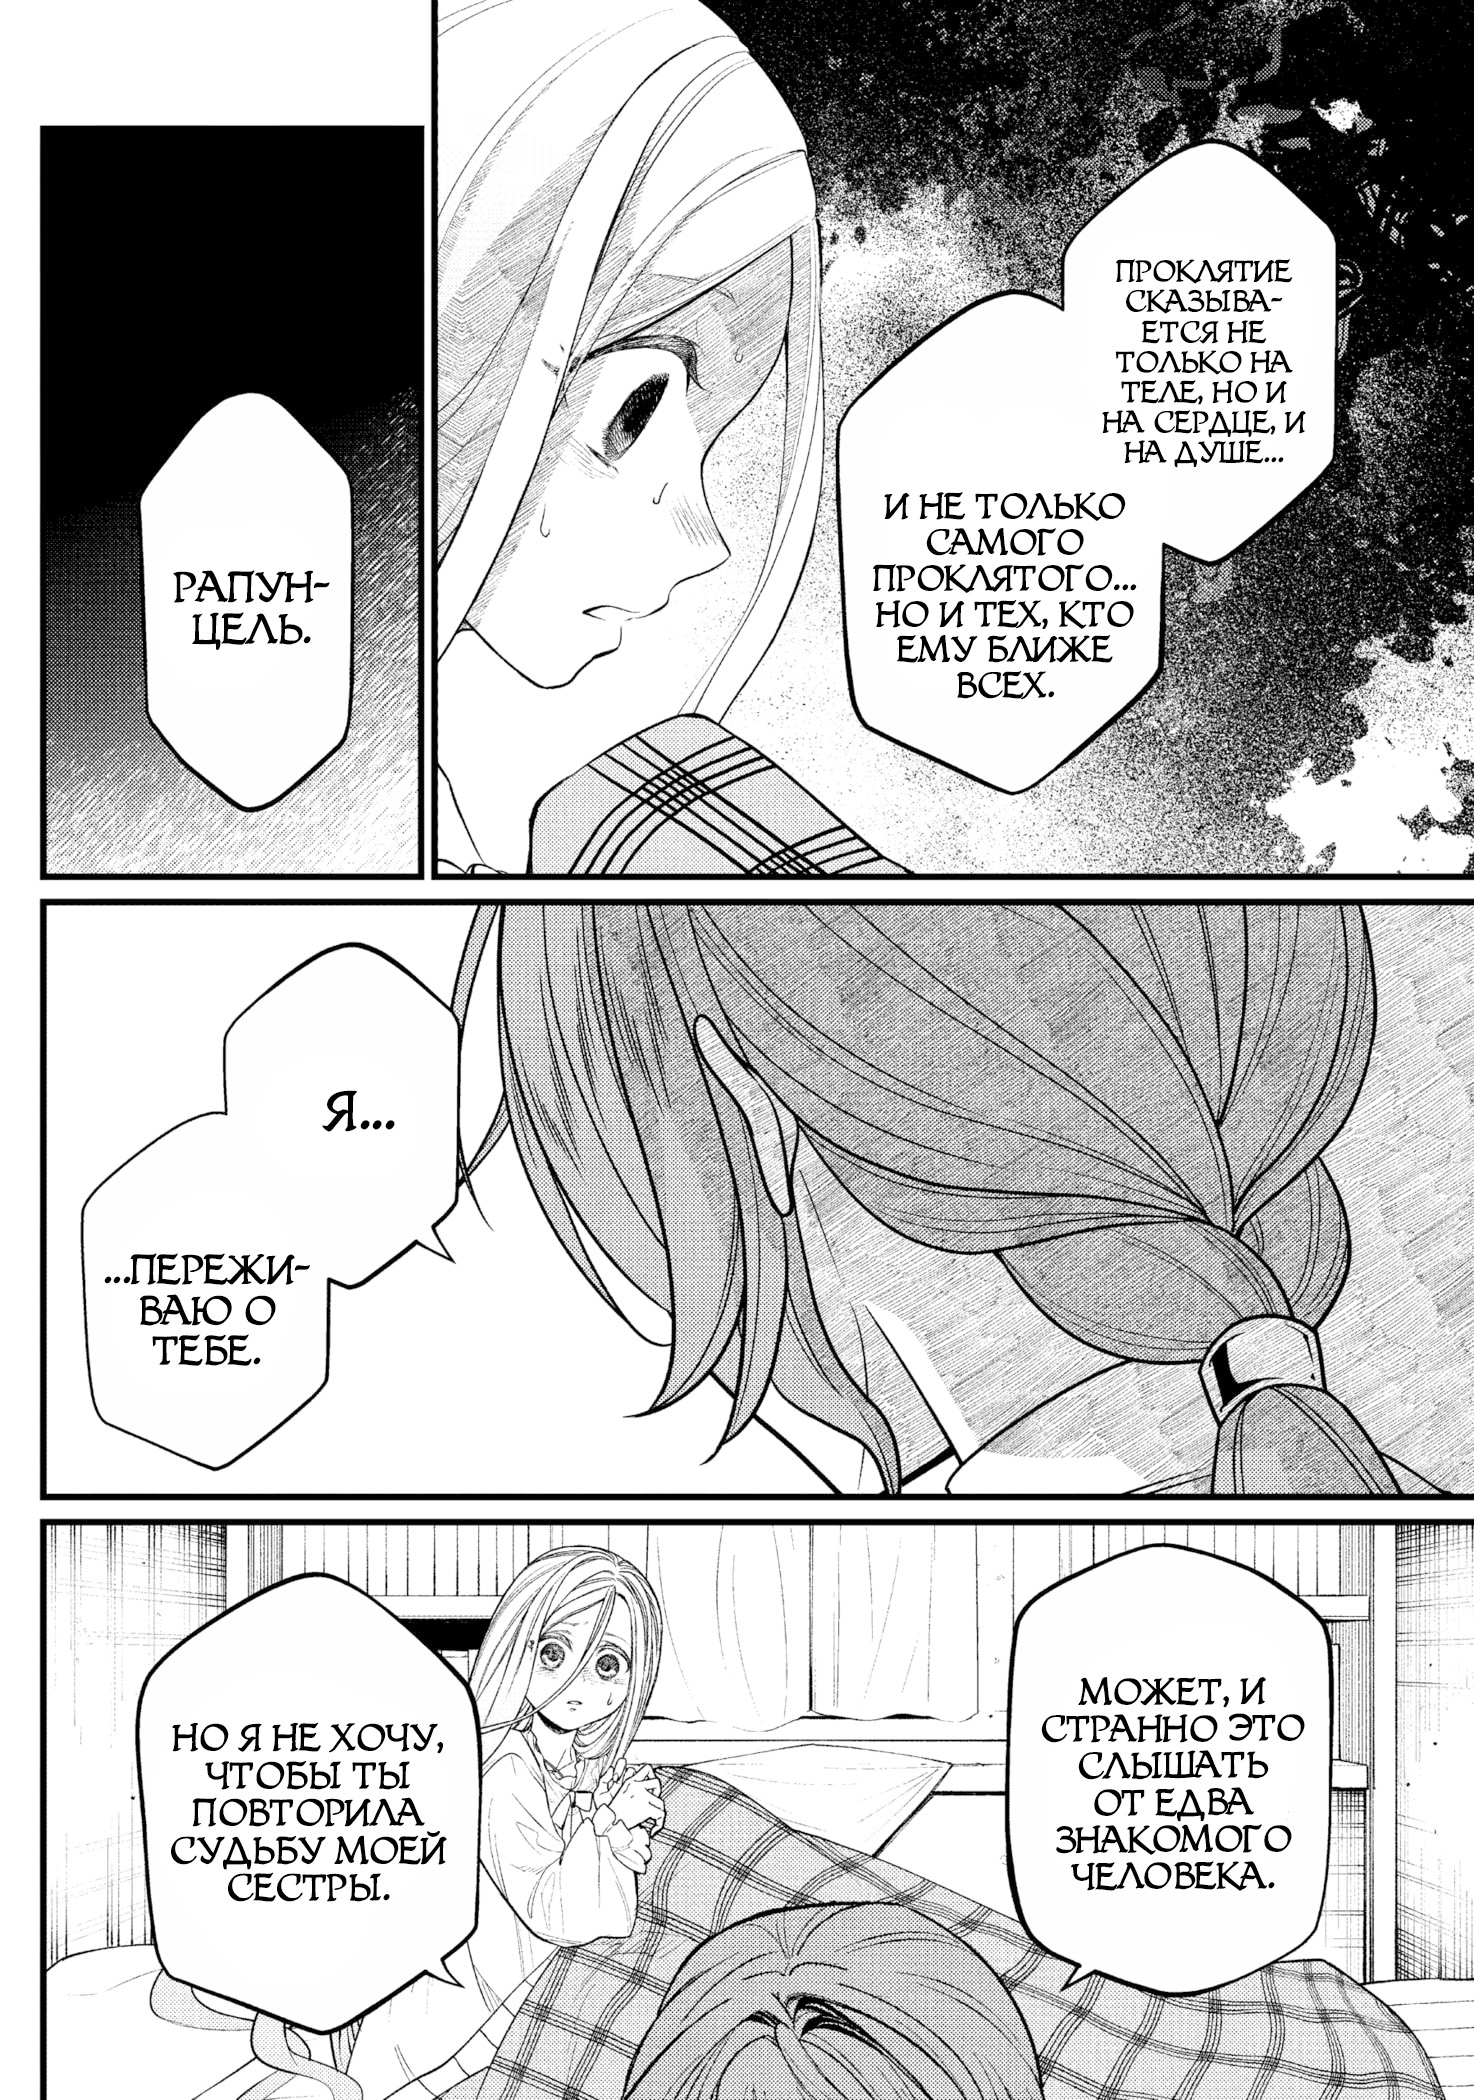 ПРОКЛЯТИЕ
СКАЗЫВА-
ЕТСЯ НЕ
ТОЛЬКО НА
ТЕЛЕ, НО И
НА СЕРДЦЕ, И
НА ДУШЕ...
И НЕ ТОЛЬКО
САМОГО
ПРОКЛЯТОГО...
НО И ТЕХ, КТО
ЕМУ БЛИЖЕ
ВСЕХ.
РАПУН-
ЦЕЛЬ.
Я...
...ПЕРЕЖИ-
ВАЮ О
ТЕБЕ.
МОЖЕТ, И
СТРАННО ЭТО
СЛЫШАТЬ
ОТ ЕДВА
ЗНАКОМОГО
ЧЕЛОВЕКА.
НО Я НЕ ХОЧУ,
ЧТОБЫ ТЫ
ПОВТОРИЛА
СУДЬБУ МОЕЙ
СЕСТРЫ.